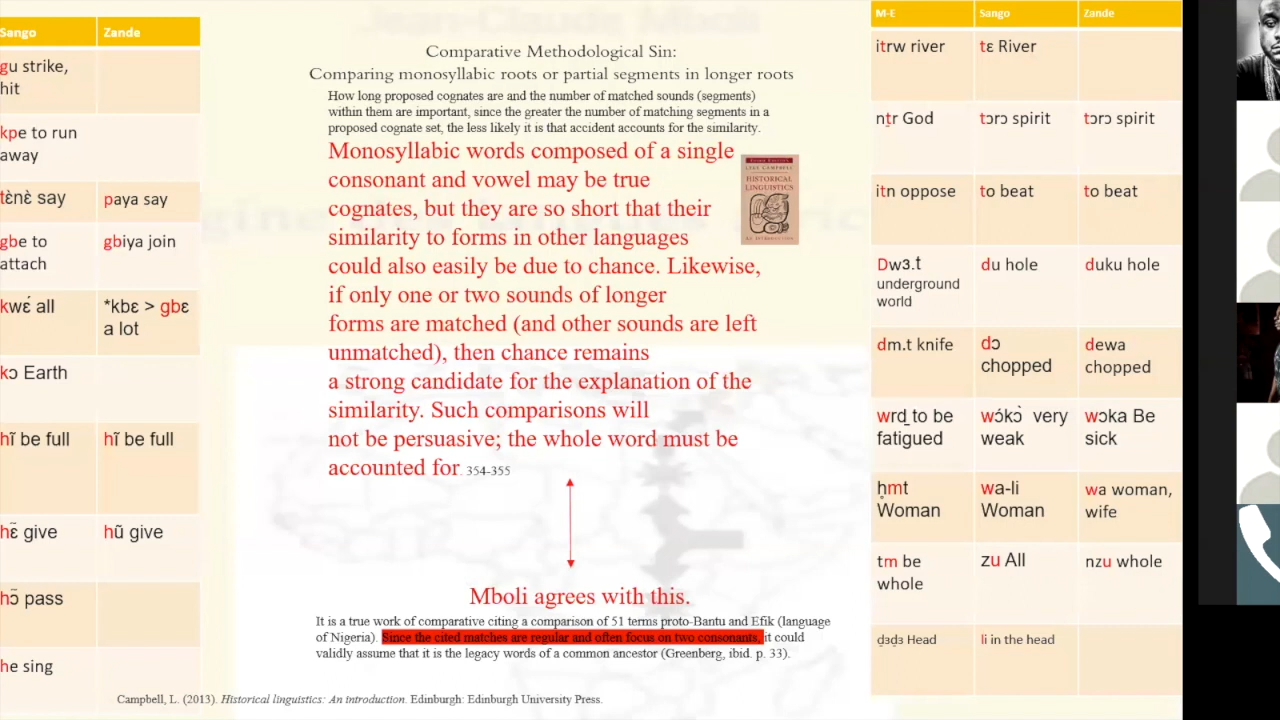 Sango Zande
gu strike,
hit
kpe to run
away
tɛ̀nɛ̀ say paya say
gbe to
attach
gbiya join
kwɛ́ all
*kbɛ > gbɛ
a lot
kɔ Earth
hĩ be full hĩ be full
hɛ̃ give hũ give
hɔ̃ pass
he sing
Comparative Methodological Sin:
Comparing monosyllabic roots or partial segments in longer roots
How long proposed cognates are and the number of matched sounds (segments)
within them are important, since the greater the number of matching segments in a
proposed cognate set, the less likely it is that accident accounts for the similarity.
Monosyllabic words composed of a single
consonant and vowel may be true
cognates, but they are so short that their
similarity to forms in other languages
could also easily be due to chance. Likewise,
if only one or two sounds of longer
forms are matched (and other sounds are left
unmatched), then chance remains
a strong candidate for the explanation of the
similarity. Such comparisons will
not be persuasive; the whole word must be
accounted for. 354-355
HISTORICAL
LINGUISTICS
Mboli agrees with this.
It is a true work of comparative citing a comparison of 51 terms proto-Bantu and Efik (language
of Nigeria). Since the cited matches are regular and often focus on two consonants, it could
validly assume that it is the legacy words of a common ancestor (Greenberg, ibid. p. 33).
Campbell, L. (2013). Historical linguistics: An introduction. Edinburgh: Edinburgh University Press.
M-E Sango Zande
itrw river tɛ River
nṯr God tɔrɔ spirit tɔrɔ spirit
itn oppose to beat to beat
Dwɜ.t
underground
world
du hole duku hole
dm.t knife
dɔ
chopped
dewa
chopped
wrḏ to be
fatigued
wɔ́kɔ̀ very
weak
wɔka Be
sick
ḥmt
Woman
wa-li
Woman
wa woman,
wife
tm be
whole
zu All nzu whole
ḏɜḏɜ Head li in the head